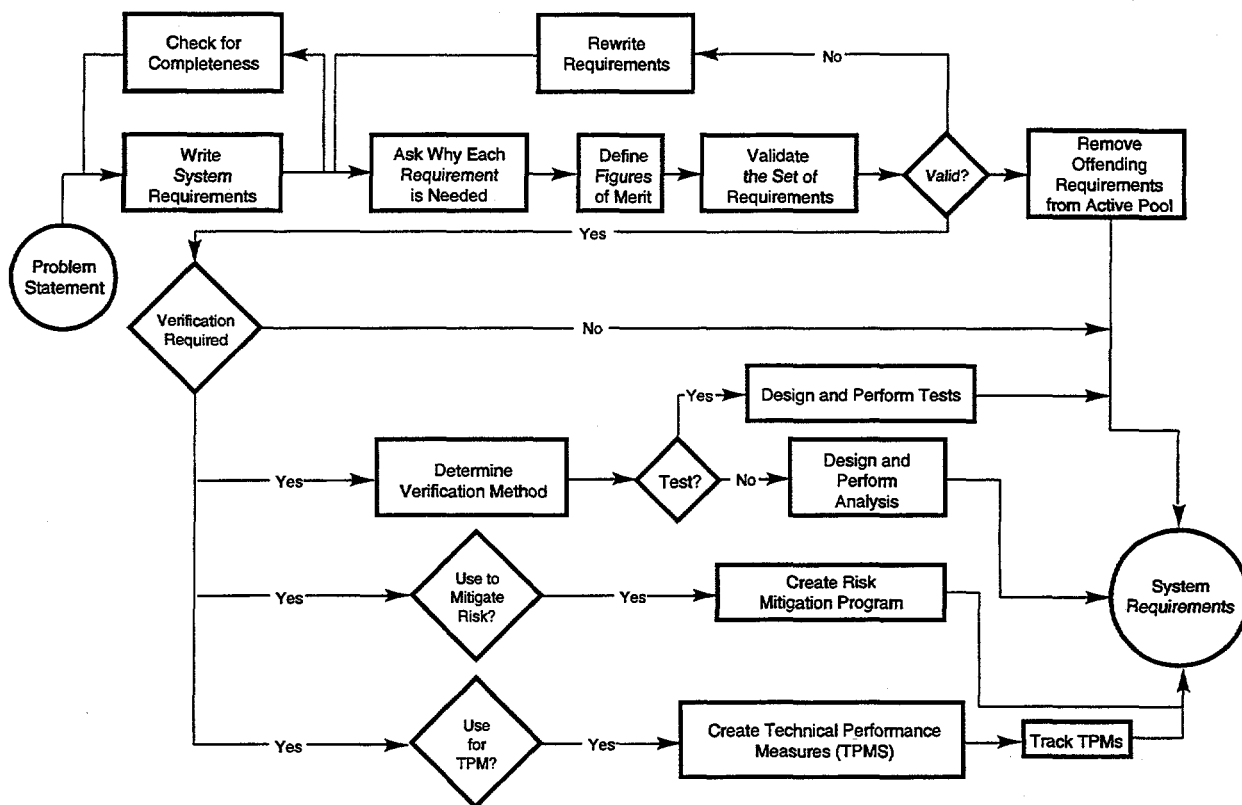 Check for
Completeness
Rewrite
Requirements
No
Write
System
Requirements
Ask Why Each
Requirement
is Needed
Define
Figures
of Merit
Validate
the Set of
Requirements
Valid?
Remove
Offending
Requirements
from Active Pool
Yes
Problem
Statement
Verification
Required
No
Yes
Design and Perform Tests
Yes
Determine
Verification Method
Test?
No
Design and
Perform
Analysis
Yes
Use to
Mitigate
Risk?
Yes
Create Risk
Mitigation Program
System
Requirements
Yes
Use
for
TPM?
Yes
Create Technical Performance
Measures (TPMS)
Track TPMs